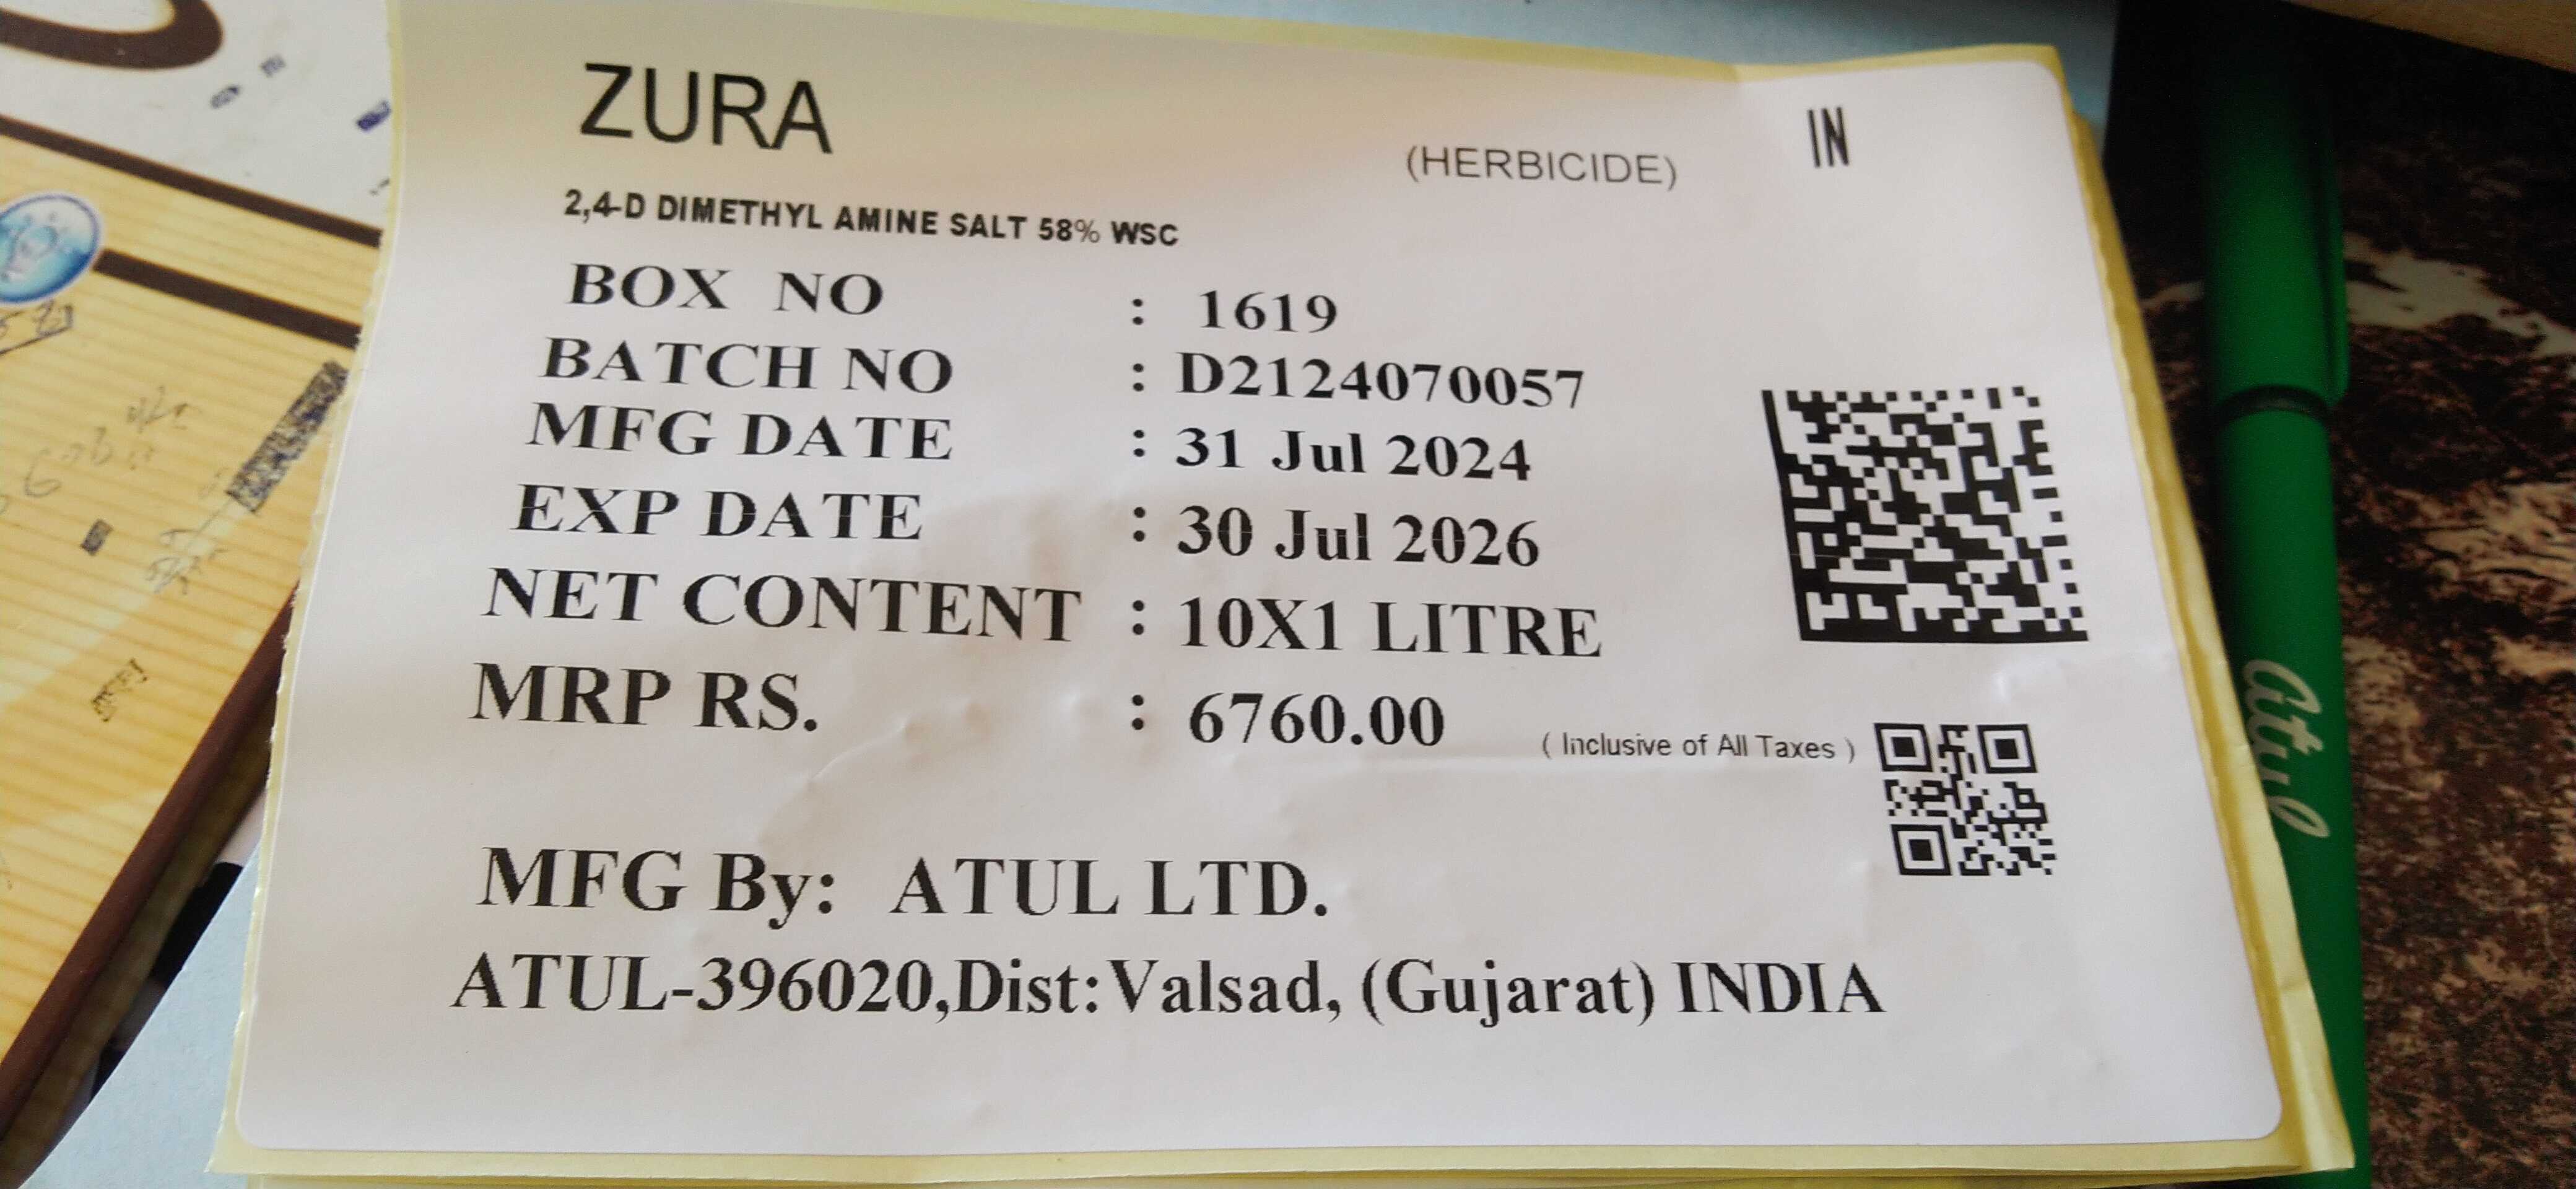 ZURA
(HERBICIDE)
IN
2,4-D DIMETHYL AMINE SALT 58% WSC
BOX NO : 1619
BATCH NO : D2124070057
MFG DATE : 31 Jul 2024
EXP DATE : 30 Jul 2026
NET CONTENT : 10X1 LITRE
MRP RS. : 6760.00 ( Inclusive of All Taxes )
MFG By: ATUL LTD.
ATUL-396020,Dist:Valsad, (Gujarat) INDIA
atul